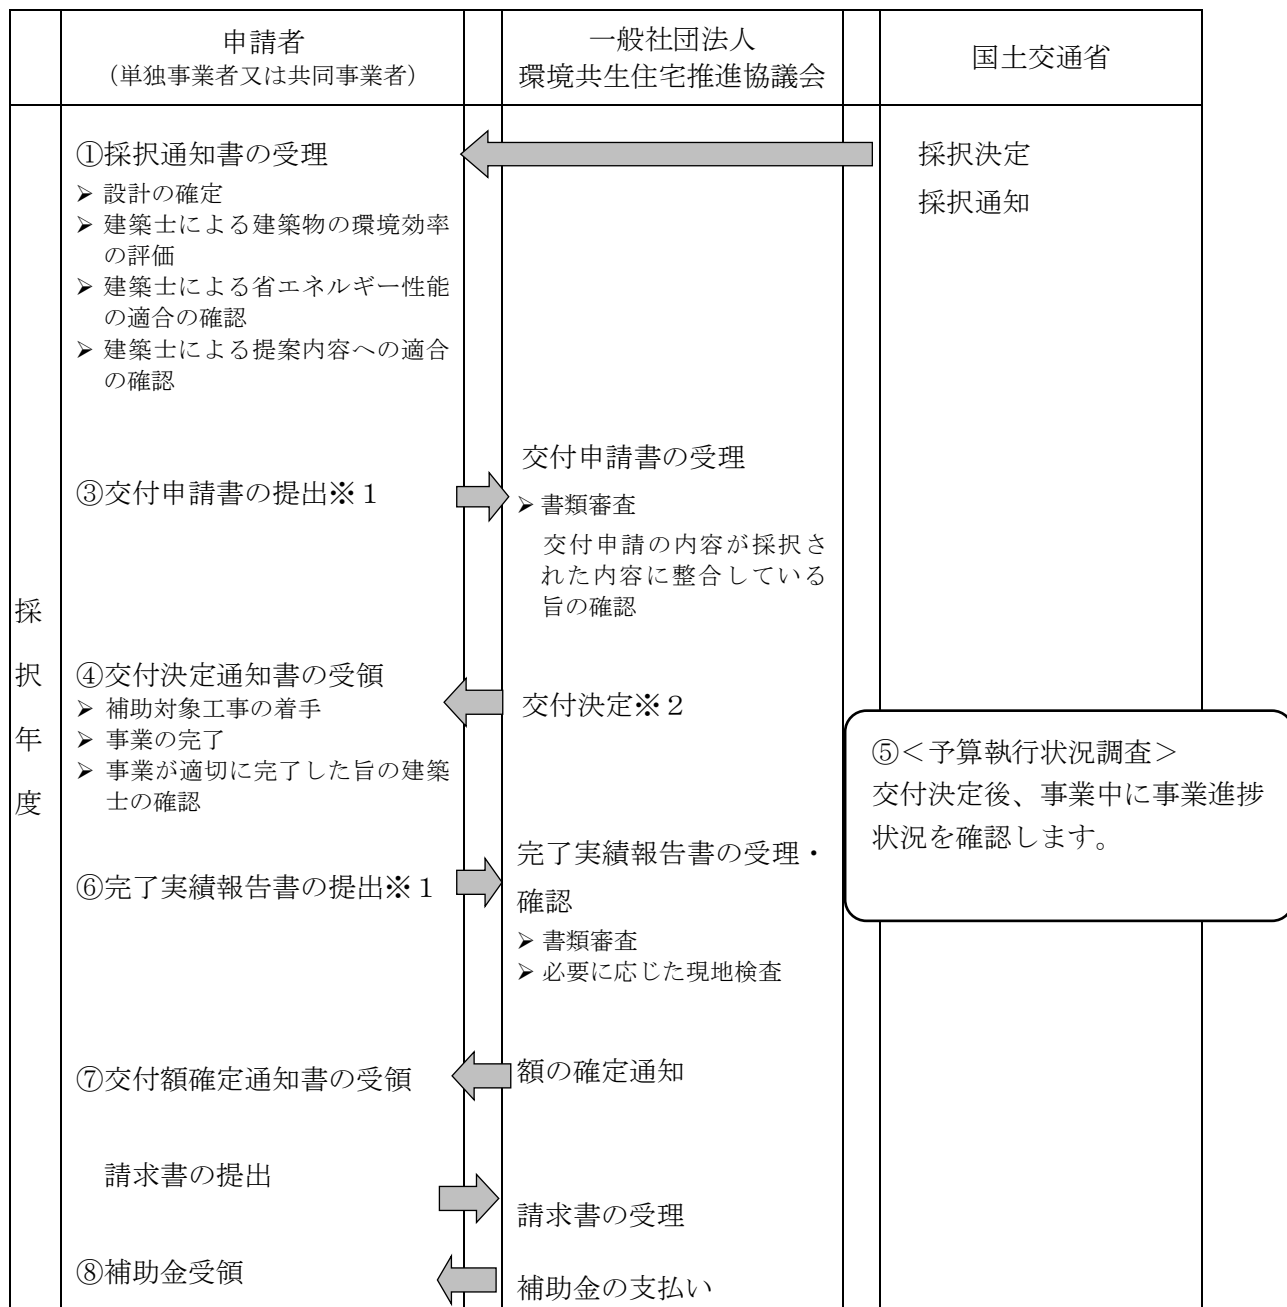 申請者
（単独事業者又は共同事業者）
一般社団法人
環境共生住宅推進協議会
国土交通省
採
択
年
度
①採択通知書の受理
➢ 設計の確定
➢ 建築士による建築物の環境効率
の評価
➢ 建築士による省エネルギー性能
の適合の確認
➢ 建築士による提案内容への適合
の確認
採択決定
採択通知
③交付申請書の提出※１
交付申請書の受理
➢ 書類審査
交付申請の内容が採択さ
れた内容に整合している
旨の確認
④交付決定通知書の受領
➢ 補助対象工事の着手
➢ 事業の完了
➢ 事業が適切に完了した旨の建築
士の確認
交付決定※２
⑤＜予算執行状況調査＞
交付決定後、事業中に事業進捗
状況を確認します。
⑥完了実績報告書の提出※１
完了実績報告書の受理・
確認
➢ 書類審査
➢ 必要に応じた現地検査
⑦交付額確定通知書の受領
額の確定通知
請求書の提出
請求書の受理
⑧補助金受領
補助金の支払い